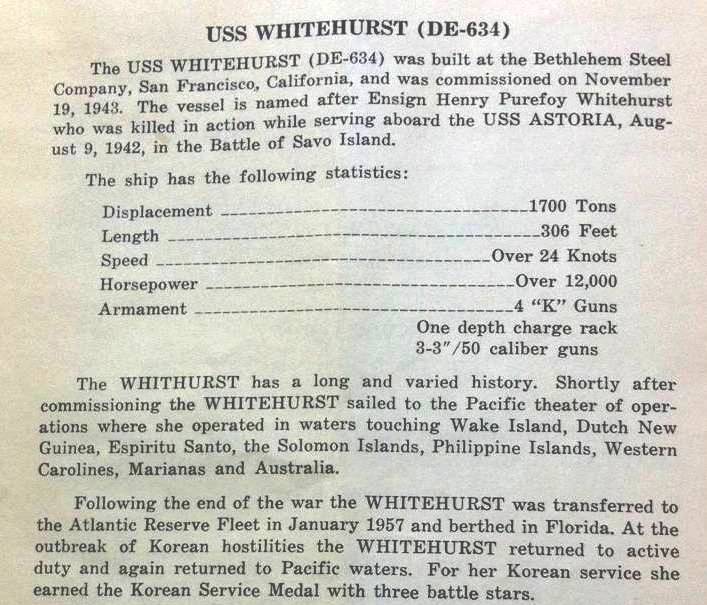 USS WHITEHURST (DE-634)
The USS WHITEHURST (DE-634) was built at the Bethlehem Steel
Company, San Francisco, California, and was commissioned on November
19, 1943. The vessel is named after Ensign Henry Purefoy Whitehurst
who was killed in action while serving aboard the USS ASTORIA, Aug-
ust 9, 1942, in the Battle of Savo Island.
The ship has the following statistics:
Displacement 1700 Tons
Length 306 Feet
Speed Over 24 Knots
Horsepower Over 12,000
Armament 4 “K” Guns
One depth charge rack
3-3″/50 caliber guns
The WHITHURST has a long and varied history. Shortly after
commissioning the WHITEHURST sailed to the Pacific theater of oper-
ations where she operated in waters touching Wake Island, Dutch New
Guinea, Espiritu Santo, the Solomon Islands, Philippine Islands, Western
Carolines, Marianas and Australia.
Following the end of the war the WHITEHURST was transferred to
the Atlantic Reserve Fleet in January 1957 and berthed in Florida. At the
outbreak of Korean hostilities the WHITEHURST returned to active
duty and again returned to Pacific waters. For her Korean service she
earned the Korean Service Medal with three battle stars.